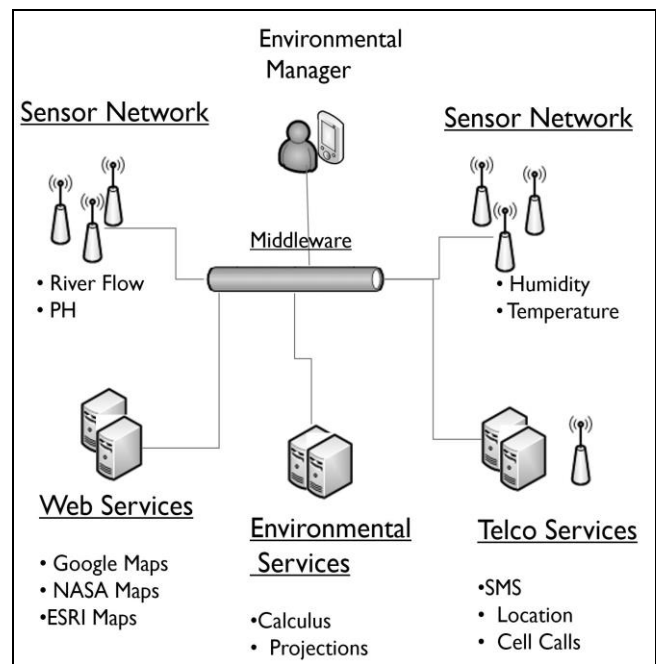 Environmental
Manager
Sensor Network
Sensor Network
Middleware
• River Flow
• PH
• Humidity
• Temperature
Web Services
• Google Maps
• NASA Maps
•ESRI Maps
Environmental
Services
•Calculus
• Projections
Telco Services
•SMS
• Location
• Cell Calls